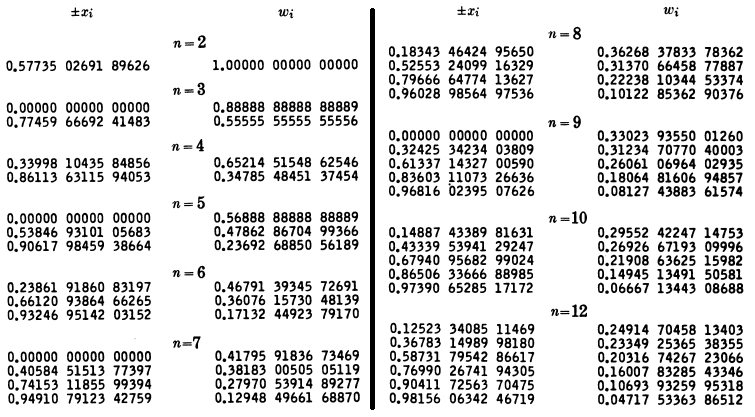 ±xi wi
n=2
0.57735 02691 89626 1.00000 00000 00000
n=3
0.00000 00000 00000 0.88888 88888 88889
0.77459 66692 41483 0.55555 55555 55556
n=4
0.33998 10435 84856 0.65214 51548 62546
0.86113 63115 94053 0.34785 48451 37454
n=5
0.00000 00000 00000 0.56888 88888 88889
0.53846 93101 05683 0.47862 86704 99366
0.90617 98459 38664 0.23692 68850 56189
n=6
0.23861 91860 83197 0.46791 39345 72691
0.66120 93864 66265 0.36076 15730 48139
0.93246 95142 03152 0.17132 44923 79170
n=7
0.00000 00000 00000 0.41795 91836 73469
0.40584 51513 77397 0.38183 00505 05119
0.74153 11855 99394 0.27970 53914 89277
0.94910 79123 42759 0.12948 49661 68870
±xi wi
n=8
0.18343 46424 95650 0.36268 37833 78362
0.52553 24099 16329 0.31370 66458 77887
0.79666 64774 13627 0.22238 10344 53374
0.96028 98564 97536 0.10122 85362 90376
n=9
0.00000 00000 00000 0.33023 93550 01260
0.32425 34234 03809 0.31234 70770 40003
0.61337 14327 00590 0.26061 06964 02935
0.83603 11073 26636 0.18064 81606 94857
0.96816 02395 07626 0.08127 43883 61574
n=10
0.14887 43389 81631 0.29552 42247 14753
0.43339 53941 29247 0.26926 67193 09996
0.67940 95682 99024 0.21908 63625 15982
0.86506 33666 88985 0.14945 13491 50581
0.97390 65285 17172 0.06667 13443 08688
n=12
0.12523 34085 11469 0.24914 70458 13403
0.36783 14989 98180 0.23349 25365 38355
0.58731 79542 86617 0.20316 74267 23066
0.76990 26741 94305 0.16007 83285 43346
0.90411 72563 70475 0.10693 93259 95318
0.98156 06342 46719 0.04717 53363 86512